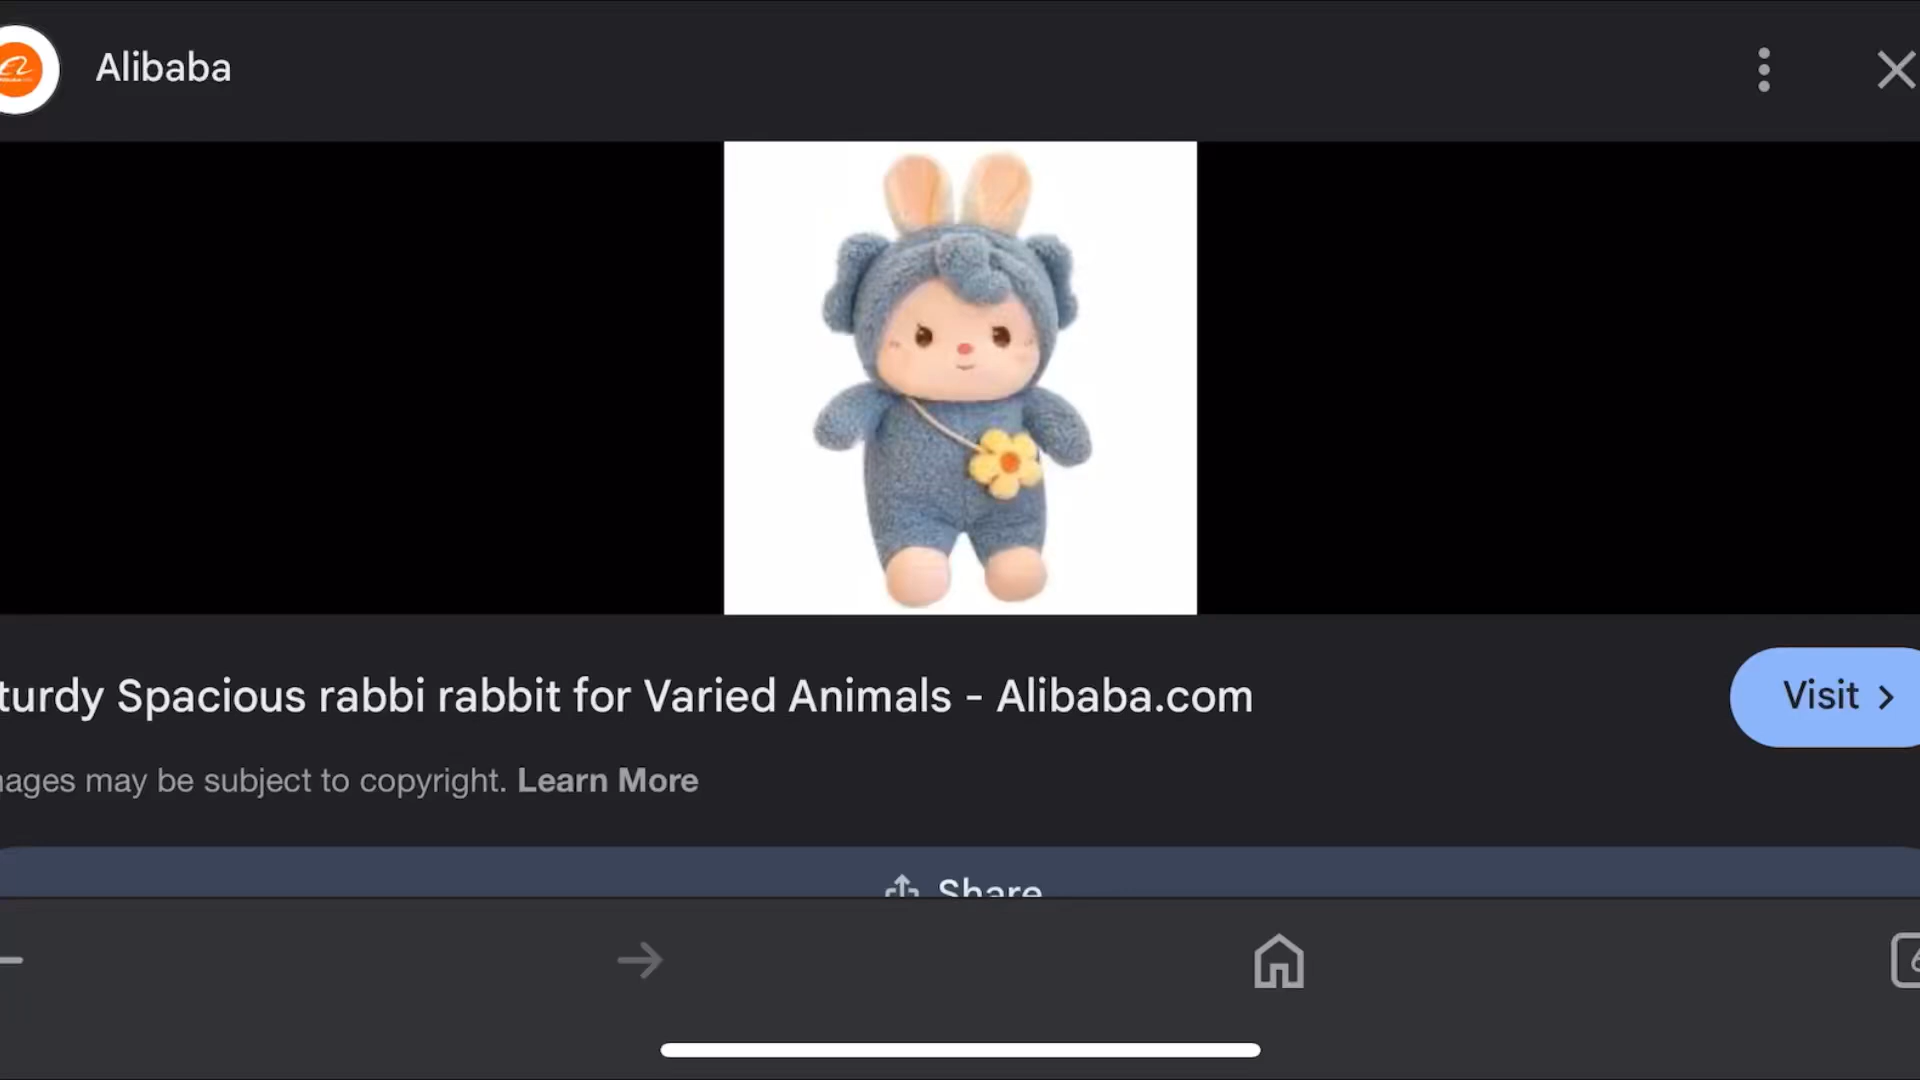 Alibaba
turdy Spacious rabbi rabbit for Varied Animals - Alibaba.com
Visit
ages may be subject to copyright. Learn More
Share